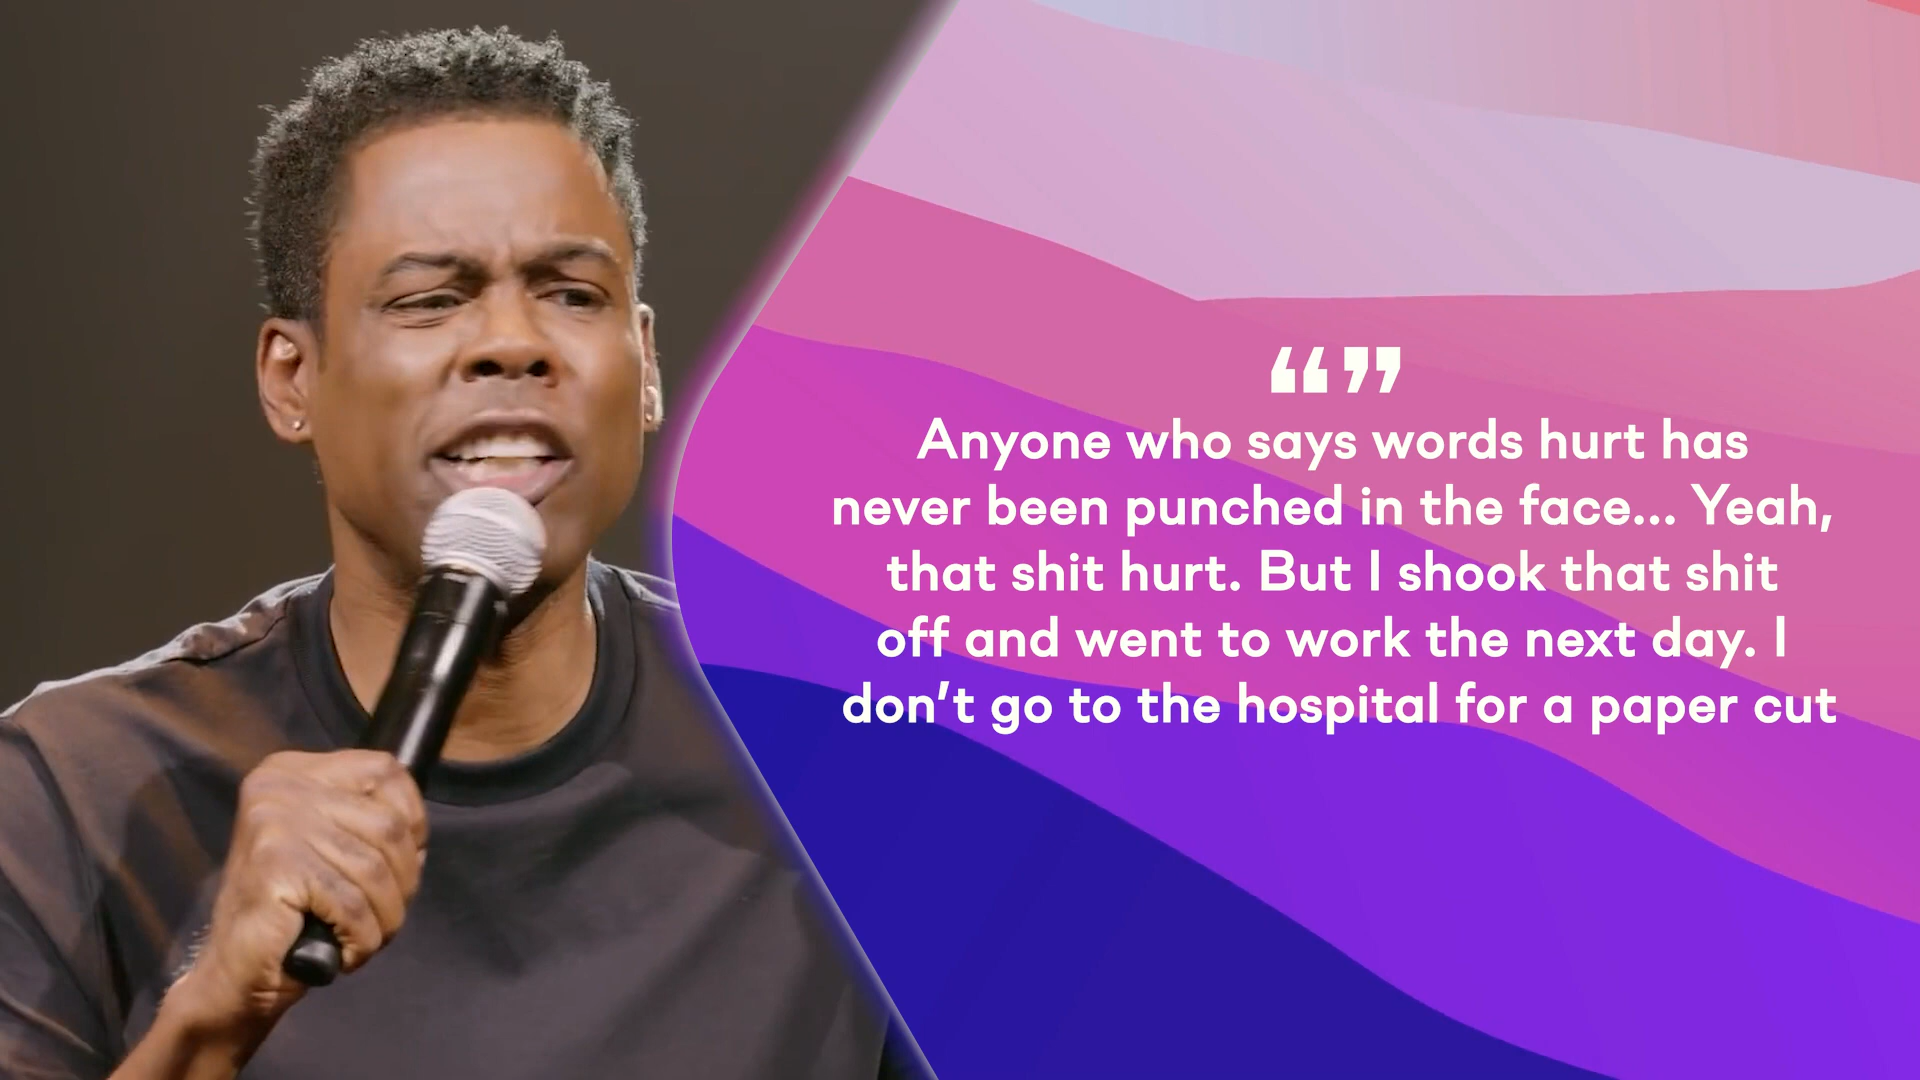 “”
Anyone who says words hurt has
never been punched in the face... Yeah,
that shit hurt. But I shook that shit
off and went to work the next day. I
don’t go to the hospital for a paper cut